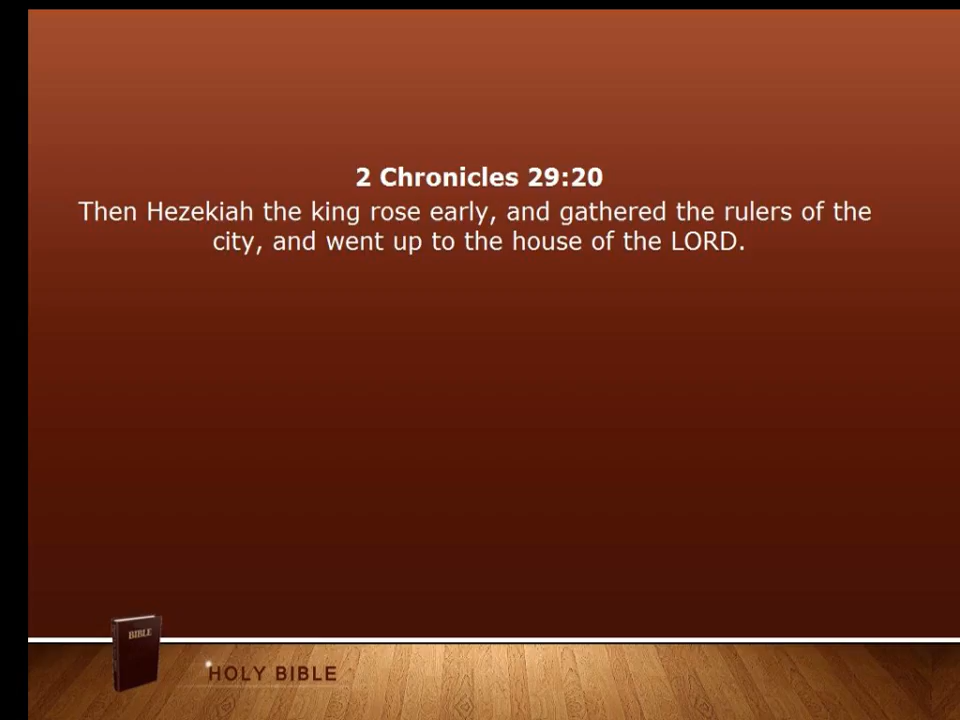 2 Chronicles 29:20
Then Hezekiah the king rose early, and gathered the rulers of the
city, and went up to the house of the LORD.
BIBLE
HOLY BIBLE